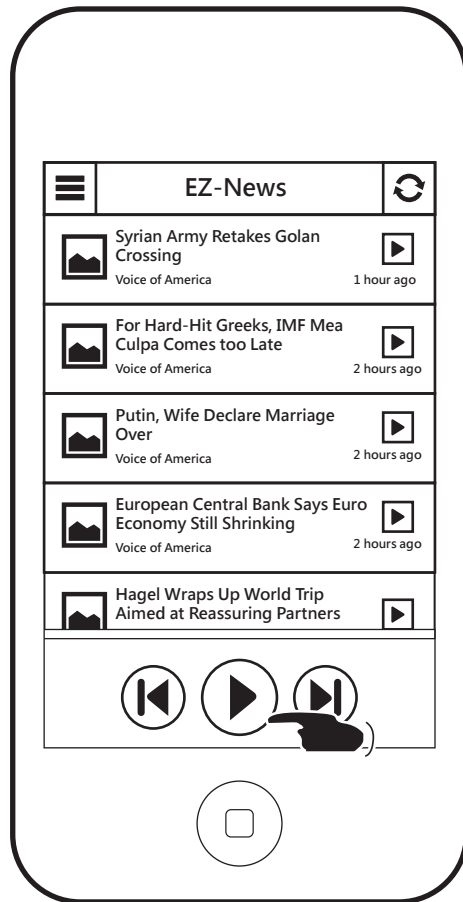 EZ-News
Syrian Army Retakes Golan
Crossing
Voice of America
1 hour ago
For Hard-Hit Greeks, IMF Mea
Culpa Comes too Late
Voice of America
2 hours ago
Putin, Wife Declare Marriage
Over
Voice of America
2 hours ago
European Central Bank Says Euro
Economy Still Shrinking
Voice of America
2 hours ago
Hagel Wraps Up World Trip
Aimed at Reassuring Partners